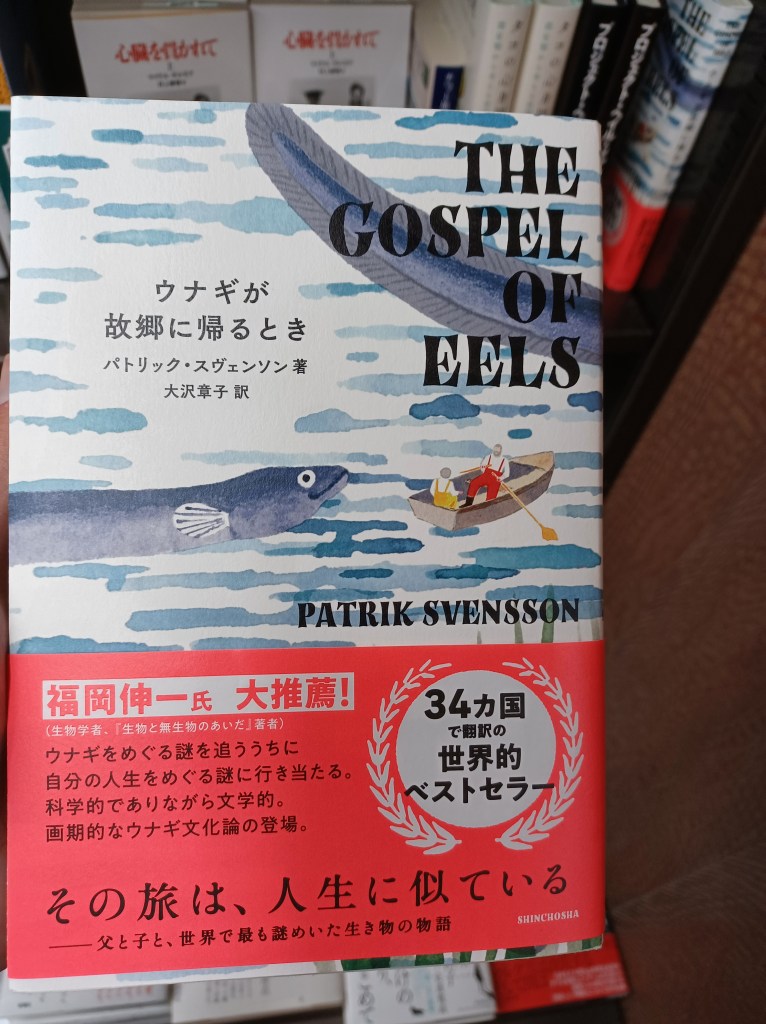 心臓を貫かれて
心臓を貫かれて
THE
GOSPEL
THE
GOSPEL
OF
EELS
ウナギが
故郷に帰るとき
パトリック・スヴェンソン 著
大沢章子 訳
PATRIK SVENSSON
福岡伸一氏 大推薦!
(生物学者、『生物と無生物のあいだ』著者)
ウナギをめぐる謎を追ううちに
自分の人生をめぐる謎に行き当たる。
科学的でありながら文学的。
画期的なウナギ文化論の登場。
34カ国
で翻訳の
世界的
ベストセラー
その旅は、人生に似ている
——父と子と、世界で最も謎めいた生き物の物語
SHINCHOSHA